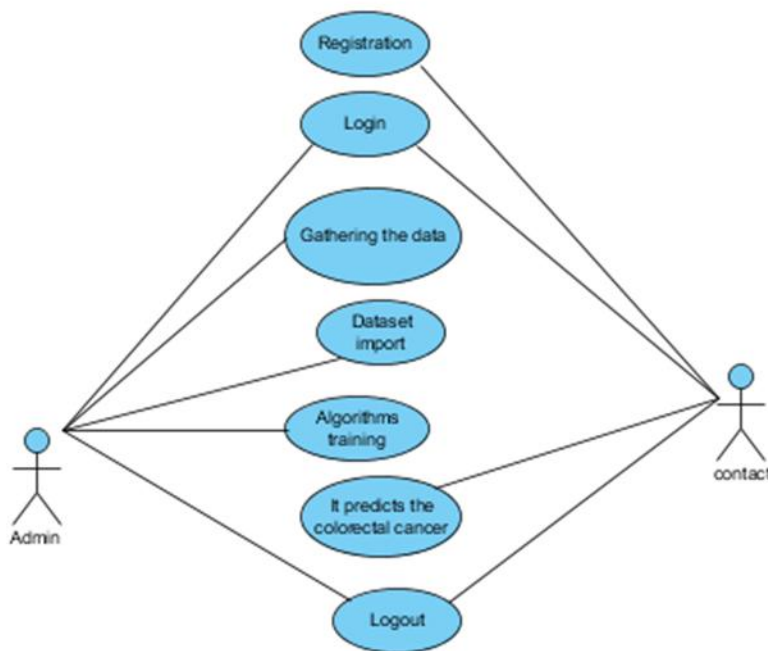 Registration
Login
Gathering the data
Dataset
import
Algorithms
training
contact
It predicts the
colorectal cancer
Admin
Logout